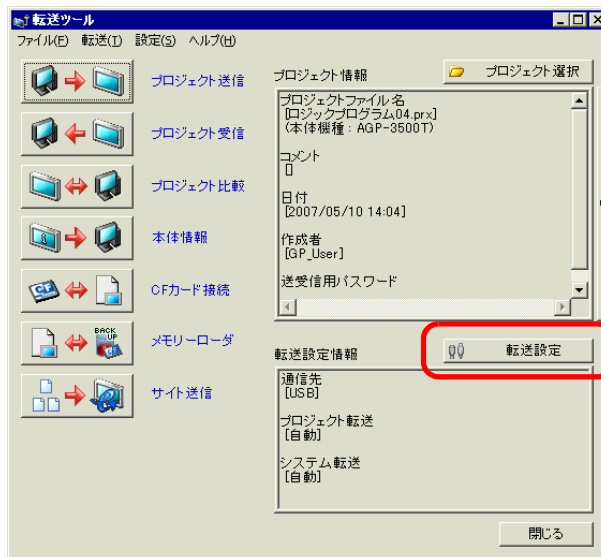 転送ツール
ファイル(F) 転送(T) 設定(S) ヘルプ(H)
プロジェクト送信
プロジェクト受信
プロジェクト比較
本体情報
CFカード接続
メモリーローダ
サイト送信
CF
BACK
UP
CF
プロジェクト情報
プロジェクト選択
プロジェクトファイル名
[ロジックプログラム04.prx]
(本体機種 : AGP-3500T)
コメント
[]
日付
[2007/05/10 14:04]
作成者
[GP_User]
送受信用パスワード
転送設定情報
転送設定
通信先
[USB]
プロジェクト転送
[自動]
システム転送
[自動]
閉じる